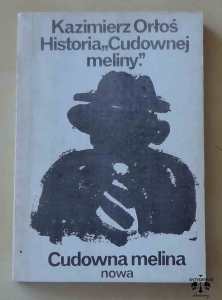 Kazimierz Orłoś
Historia„Cudownej
meliny”.
Cudowna melina
nowa